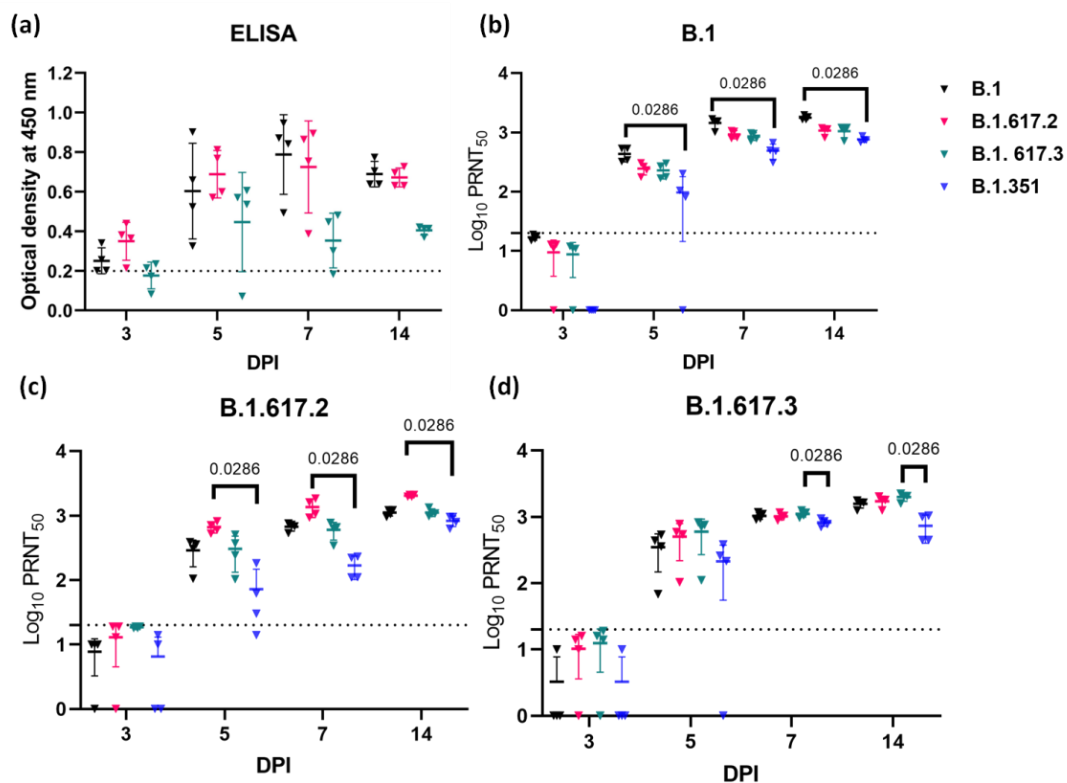 (a)
ELISA
Optical density at 450 nm
1.2
1.0
0.8
0.6
0.4
0.2
0.0
3 5 7 14
DPI
(b)
B.1
Log10 PRNT50
4
3
2
1
0
0.0286
0.0286
0.0286
3 5 7 14
DPI
B.1
B.1.617.2
B.1. 617.3
B.1.351
(c)
B.1.617.2
Log10 PRNT50
4
3
2
1
0
0.0286
0.0286
0.0286
3 5 7 14
DPI
(d)
B.1.617.3
Log10 PRNT50
4
3
2
1
0
0.0286
0.0286
3 5 7 14
DPI